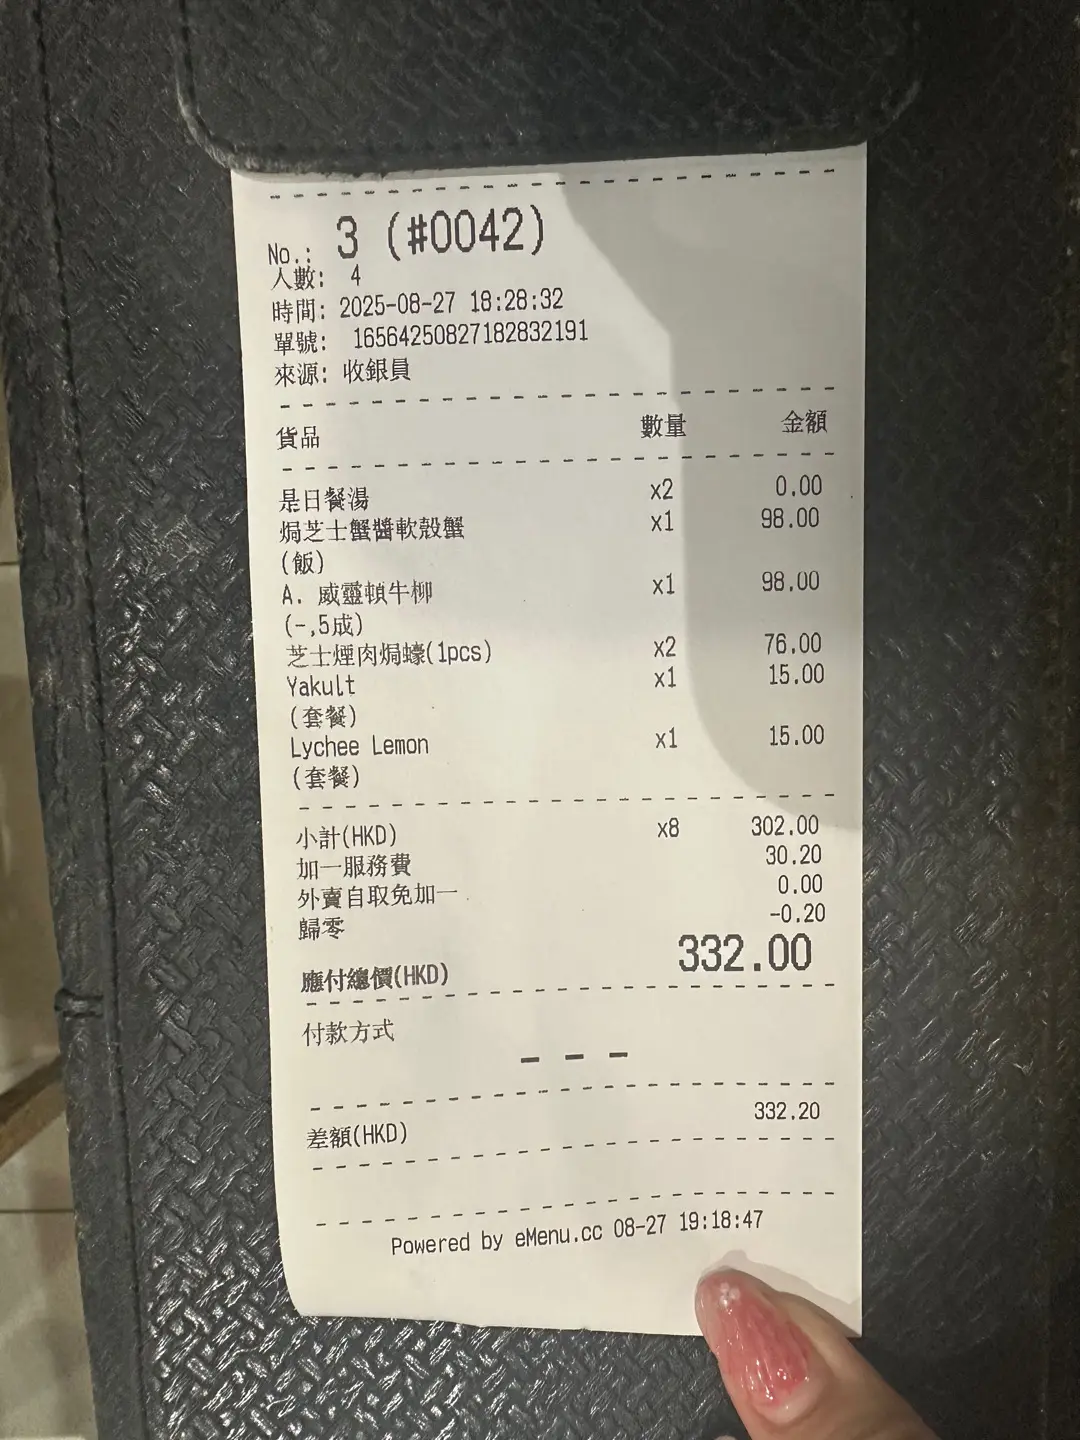 No.: 3 (#0042)
人數: 4
時間: 2025-08-27 18:28:32
單號: 16564250827182832191
來源: 收銀員
貨品 數量 金額
是日餐湯 x2 0.00
焗芝士蟹醬軟殼蟹 x1 98.00
(飯)
A. 威靈頓牛柳 x1 98.00
(-,5成)
芝士煙肉焗蠔(1pcs) x2 76.00
Yakult x1 15.00
(套餐)
Lychee Lemon x1 15.00
(套餐)
小計(HKD) x8 302.00
加一服務費 30.20
外賣自取免加一 0.00
歸零 -0.20
應付總價(HKD) 332.00
付款方式
- - -
差額(HKD) 332.20
Powered by eMenu.cc 08-27 19:18:47